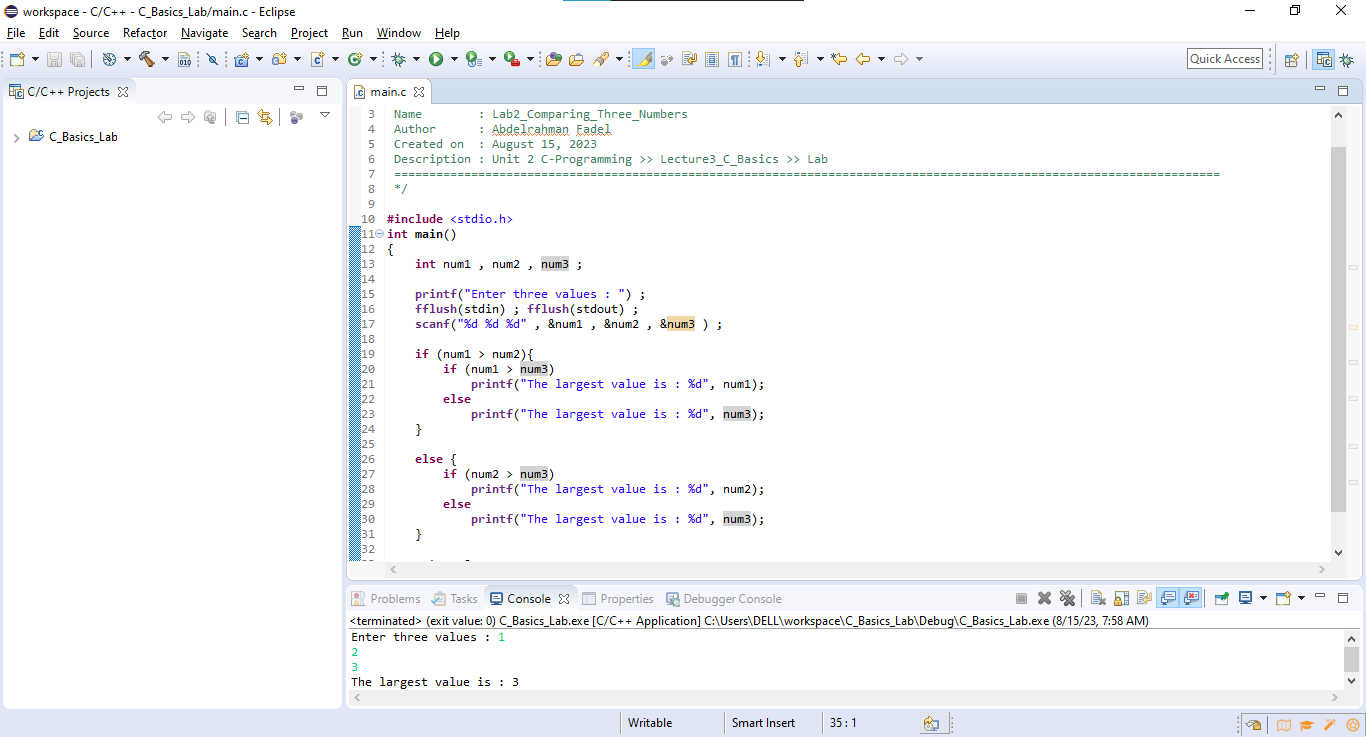 workspace - C/C++ - C_Basics_Lab/main.c - Eclipse
File Edit Source Refactor Navigate Search Project Run Window Help
Quick Access
C/C++ Projects
C_Basics_Lab
main.c
3 Name : Lab2_Comparing_Three_Numbers
4 Author : Abdelrahman Fadel
5 Created on : August 15, 2023
6 Description : Unit 2 C-Programming >> Lecture3_C_Basics >> Lab
7 ======================================================================================================================
8 */
9
10 #include <stdio.h>
11 int main()
12 {
13 int num1 , num2 , num3 ;
14
15 printf("Enter three values : ") ;
16 fflush(stdin) ; fflush(stdout) ;
17 scanf("%d %d %d" , &num1 , &num2 , &num3 ) ;
18
19 if (num1 > num2){
20 if (num1 > num3)
21 printf("The largest value is : %d", num1);
22 else
23 printf("The largest value is : %d", num3);
24 }
25
26 else {
27 if (num2 > num3)
28 printf("The largest value is : %d", num2);
29 else
30 printf("The largest value is : %d", num3);
31 }
32
Problems Tasks Console Properties Debugger Console
<terminated> (exit value: 0) C_Basics_Lab.exe [C/C++ Application] C:\Users\DELL\workspace\C_Basics_Lab\Debug\C_Basics_Lab.exe (8/15/23, 7:58 AM)
Enter three values : 1
2
3
The largest value is : 3
Writable Smart Insert 35 : 1